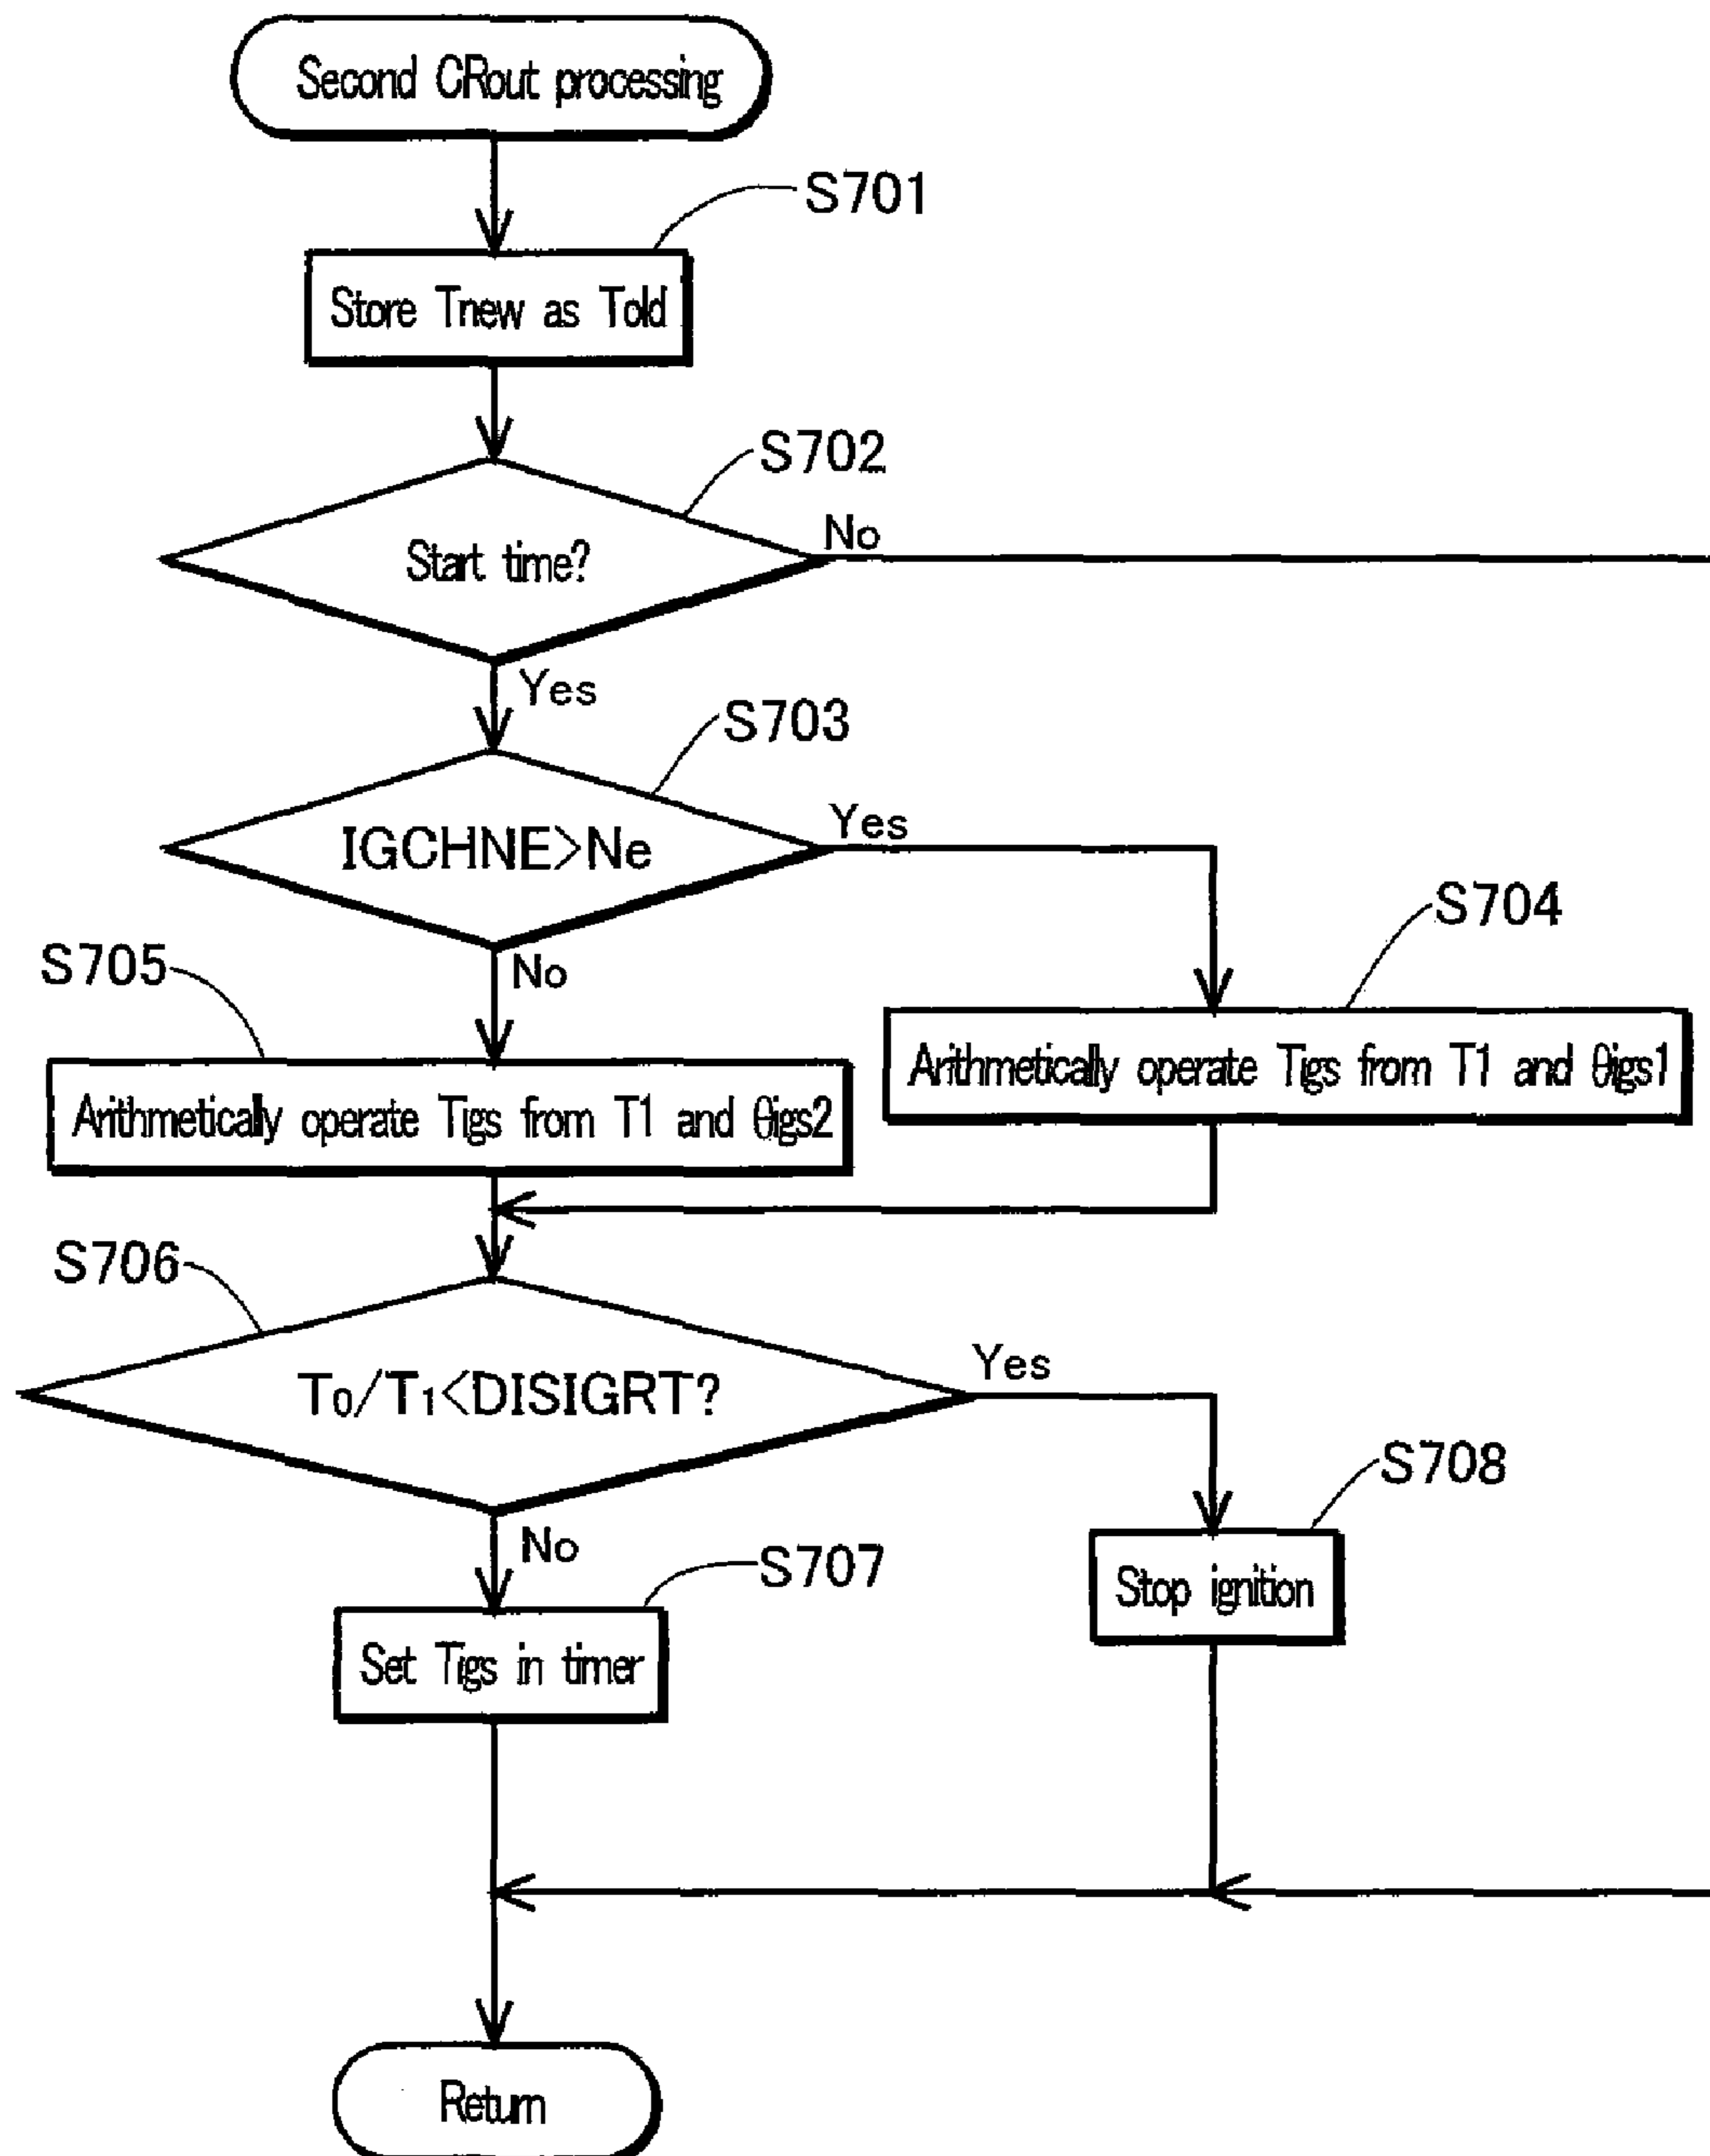 Second CRout processing
S701
Store Tnew as Told
S702
Start time?
No
Yes
S703
IGCHNE>Ne
Yes
S704
No
S705
Arithmetically operate Tigs from T1 and θigs1
Arithmetically operate Tigs from T1 and θigs2
S706
T0/T1<DISIGRT?
Yes
S708
No
S707
Stop ignition
Set Tigs in timer
Return